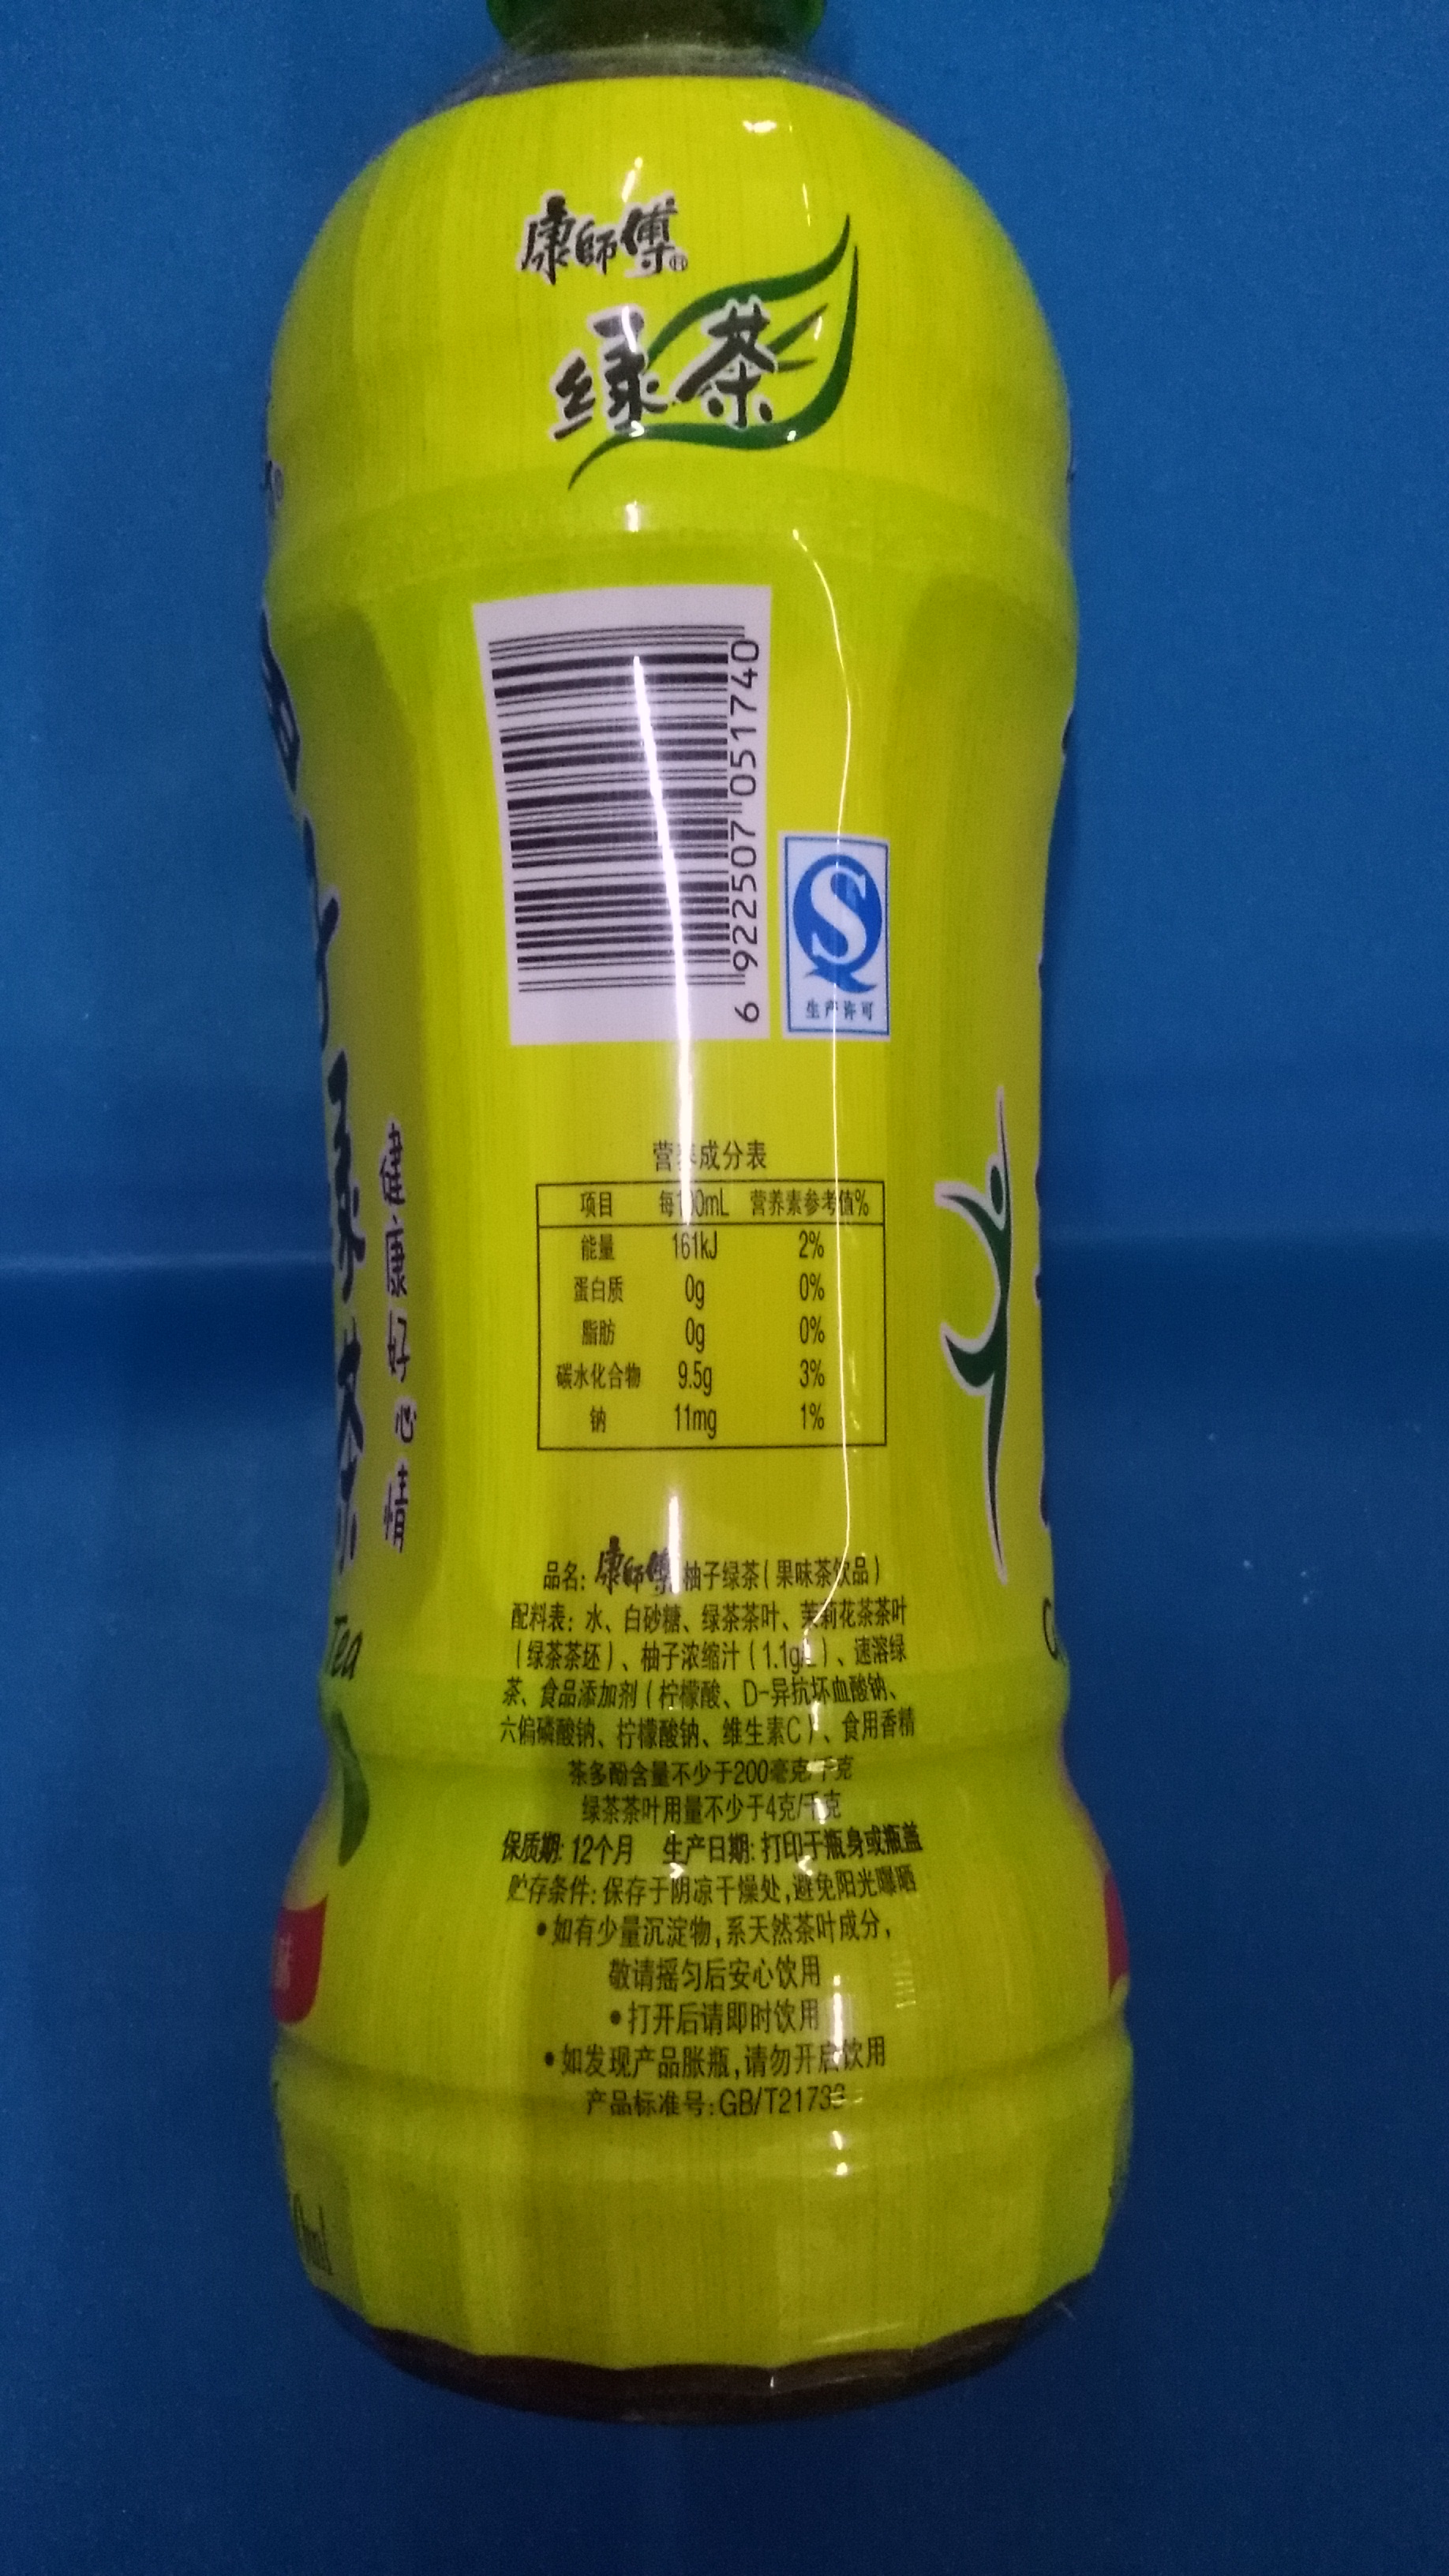 康師傅®
绿茶
6 922507 051740
生产许可
健康好心情
营养成分表
项目 每100mL 营养素参考值%
能量 161kJ 2%
蛋白质 0g 0%
脂肪 0g 0%
碳水化合物 9.5g 3%
钠 11mg 1%
品名: 康師傅 柚子绿茶(果味茶饮品)
配料表: 水、白砂糖、绿茶茶叶、茉莉花茶茶叶
(绿茶茶坯)、柚子浓缩汁(1.1g/L)、速溶绿
茶、食品添加剂(柠檬酸、D-异抗坏血酸钠、
六偏磷酸钠、柠檬酸钠、维生素C)、食用香精
茶多酚含量不少于200毫克/千克
绿茶茶叶用量不少于4克/千克
保质期: 12个月 生产日期: 打印于瓶身或瓶盖
贮存条件: 保存于阴凉干燥处,避免阳光曝晒
•如有少量沉淀物,系天然茶叶成分,
敬请摇匀后安心饮用
•打开后请即时饮用
•如发现产品胀瓶,请勿开启饮用
产品标准号:GB/T21733
绿茶
Tea
味